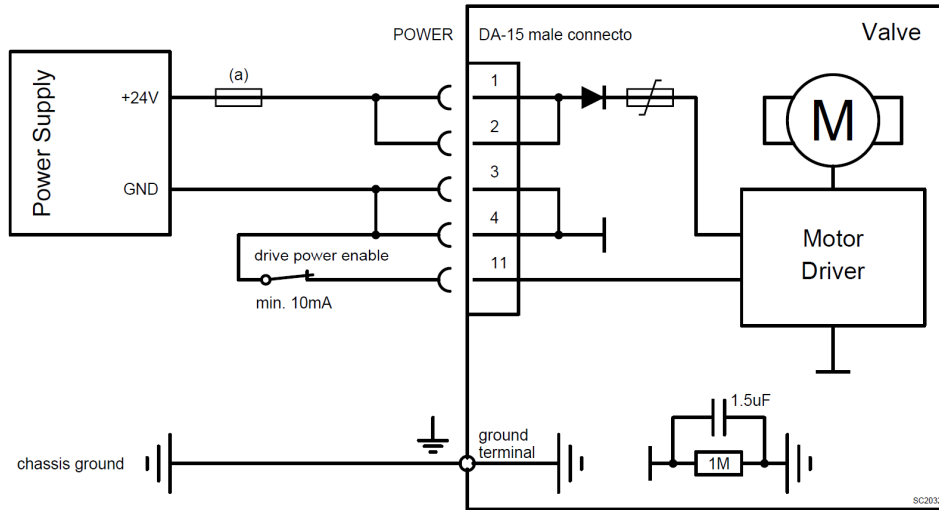 POWER
DA-15 male connecto
Valve
Power Supply
+24V
(a)
1
2
M
GND
3
4
drive power enable
11
min. 10mA
Motor
Driver
1.5uF
chassis ground
ground
terminal
1M
SC2032